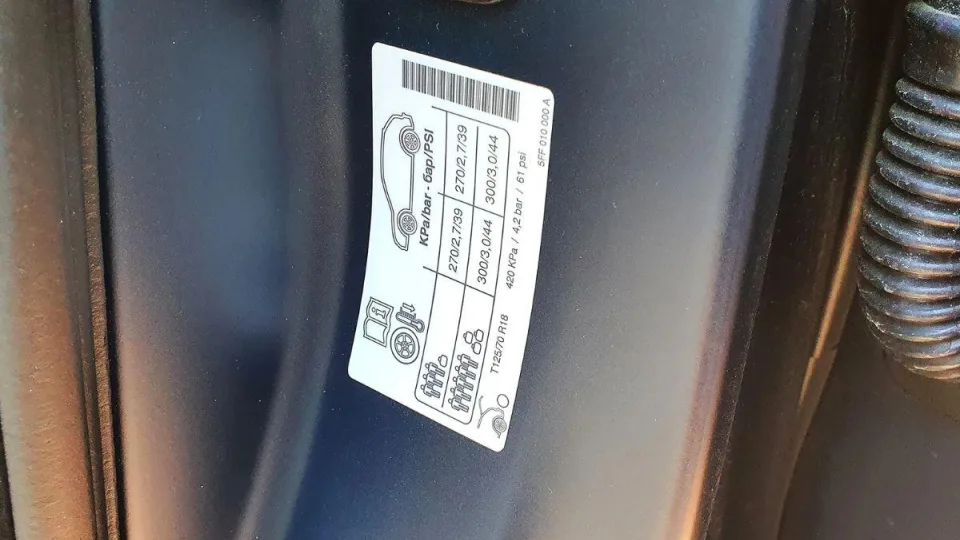 KPa/bar - бар/PSI
270/2,7/39 270/2,7/39
300/3,0/44 300/3,0/44
T125/70 R18 420 KPa / 4,2 bar / 61 psi
5FF 010 000 A